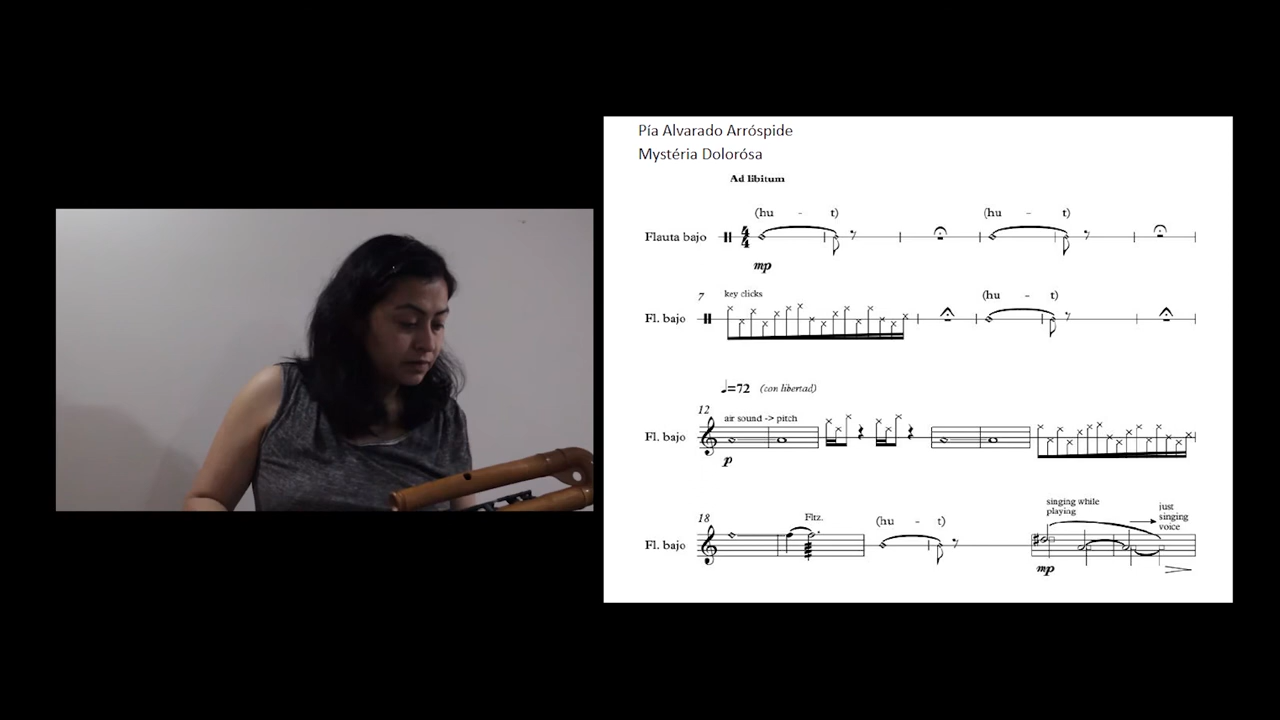 Pía Alvarado Arróspide
Mystéria Dolorósa
Ad libitum
(hu - t) (hu - t)
Flauta bajo 4/4
mp
7 key clicks (hu - t)
Fl. bajo
♩=72 (con libertad)
12 air sound -> pitch
Fl. bajo
p
singing while playing
just singing voice
18 Fltz. (hu - t)
Fl. bajo
mp